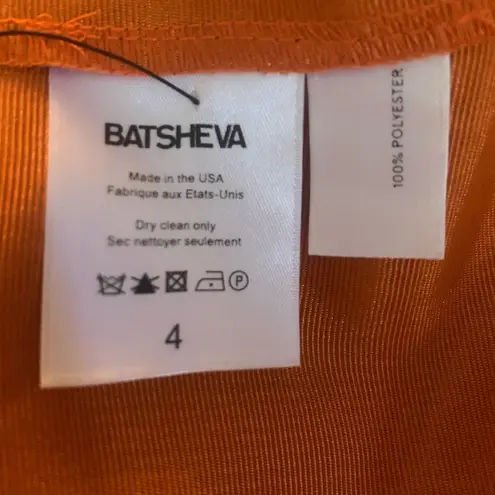 BATSHEVA
Made in the USA
Fabrique aux Etats-Unis
Dry clean only
Sec nettoyer seulement
P
4
100% POLYESTER